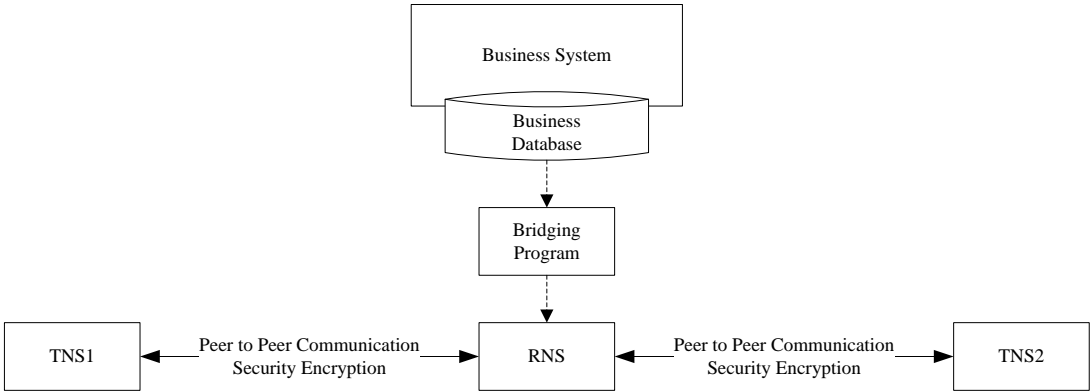 Business System
Business
Database
Bridging
Program
TNS1
Peer to Peer Communication
Security Encryption
RNS
Peer to Peer Communication
Security Encryption
TNS2